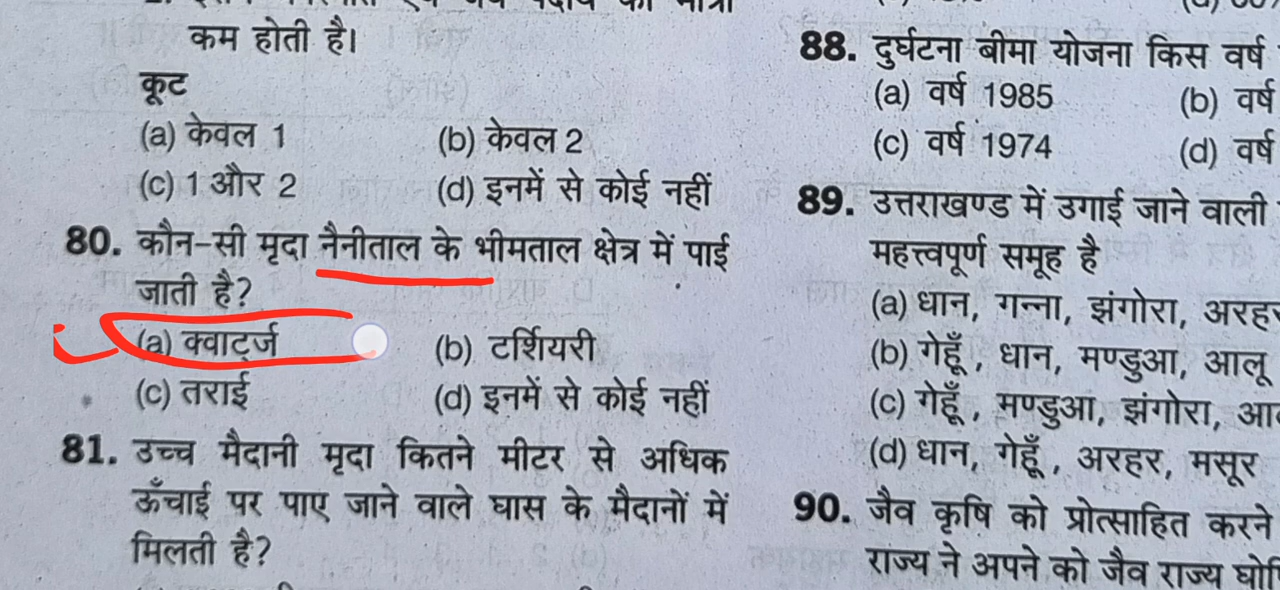 कम होती है।
कूट
(a) केवल 1 (b) केवल 2
(c) 1 और 2 (d) इनमें से कोई नहीं
80. कौन-सी मृदा नैनीताल के भीमताल क्षेत्र में पाई
जाती है?
(a) क्वार्ट्ज (b) टर्शियरी
(c) तराई (d) इनमें से कोई नहीं
81. उच्च मैदानी मृदा कितने मीटर से अधिक
ऊँचाई पर पाए जाने वाले घास के मैदानों में
मिलती है?
88. दुर्घटना बीमा योजना किस वर्ष
(a) वर्ष 1985 (b) वर्ष
(c) वर्ष 1974 (d) वर्ष
89. उत्तराखण्ड में उगाई जाने वाली
महत्त्वपूर्ण समूह है
(a) धान, गन्ना, झंगोरा, अरहर
(b) गेहूँ, धान, मण्डुआ, आलू
(c) गेहूँ, मण्डुआ, झंगोरा,
(d) धान, गेहूँ, अरहर, मसूर
90. जैव कृषि को प्रोत्साहित करने
राज्य ने अपने को जैव राज्य